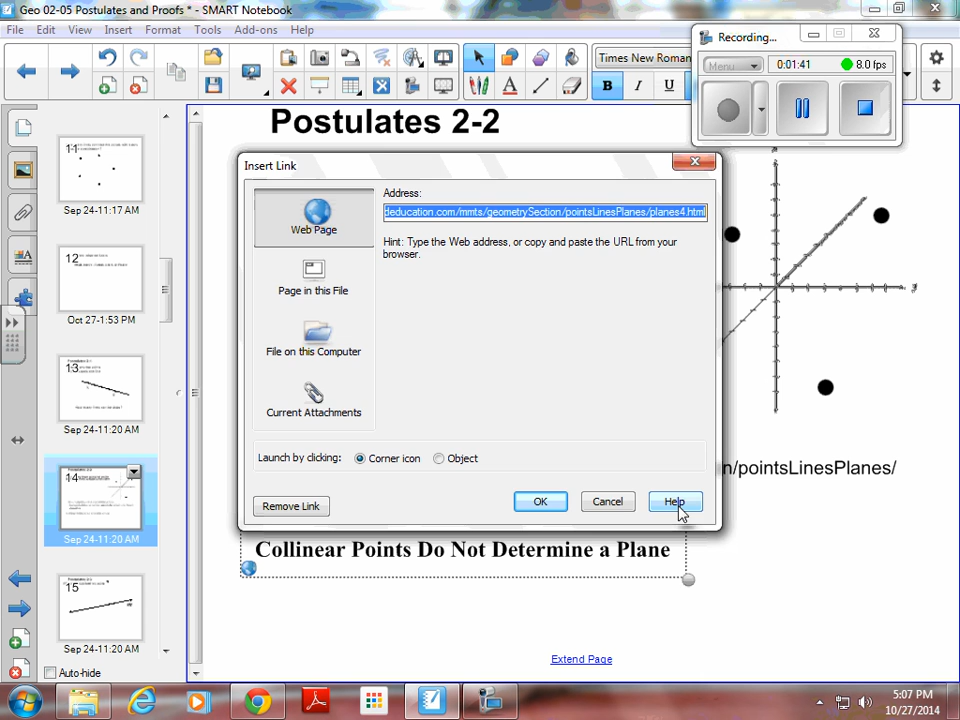 Geo 02-05 Postulates and Proofs * - SMART Notebook
File Edit View Insert Format Tools Add-ons Help
Recording...
Menu
0:01:41
8.0 fps
Times New Roman
B I U
Postulates 2-2
11
Sep 24-11:17 AM
12
Oct 27-1:53 PM
13
Sep 24-11:20 AM
14
Sep 24-11:20 AM
15
Sep 24-11:20 AM
Auto-hide
Insert Link
Web Page
Page in this File
File on this Computer
Current Attachments
Address:
deducation.com/mmts/geometrySection/pointsLinesPlanes/planes4.html
Hint: Type the Web address, or copy and paste the URL from your
browser.
Launch by clicking: Corner icon Object
Remove Link
OK Cancel Help
n/pointsLinesPlanes/
Collinear Points Do Not Determine a Plane
Extend Page
5:07 PM
10/27/2014